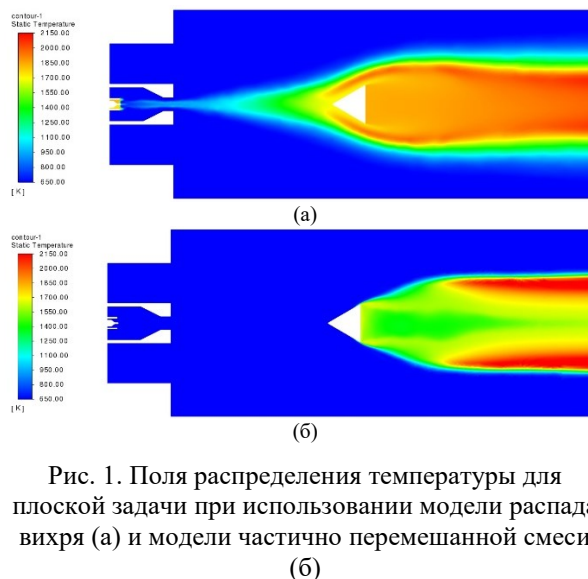 contour-1
Static Temperature
2150.00
2000.00
1850.00
1700.00
1550.00
1400.00
1250.00
1100.00
950.00
800.00
650.00
[ K ]
(а)
contour-1
Static Temperature
2150.00
2000.00
1850.00
1700.00
1550.00
1400.00
1250.00
1100.00
950.00
800.00
650.00
[ K ]
(б)
Рис. 1. Поля распределения температуры для
плоской задачи при использовании модели распада
вихря (а) и модели частично перемешанной смеси
(б)